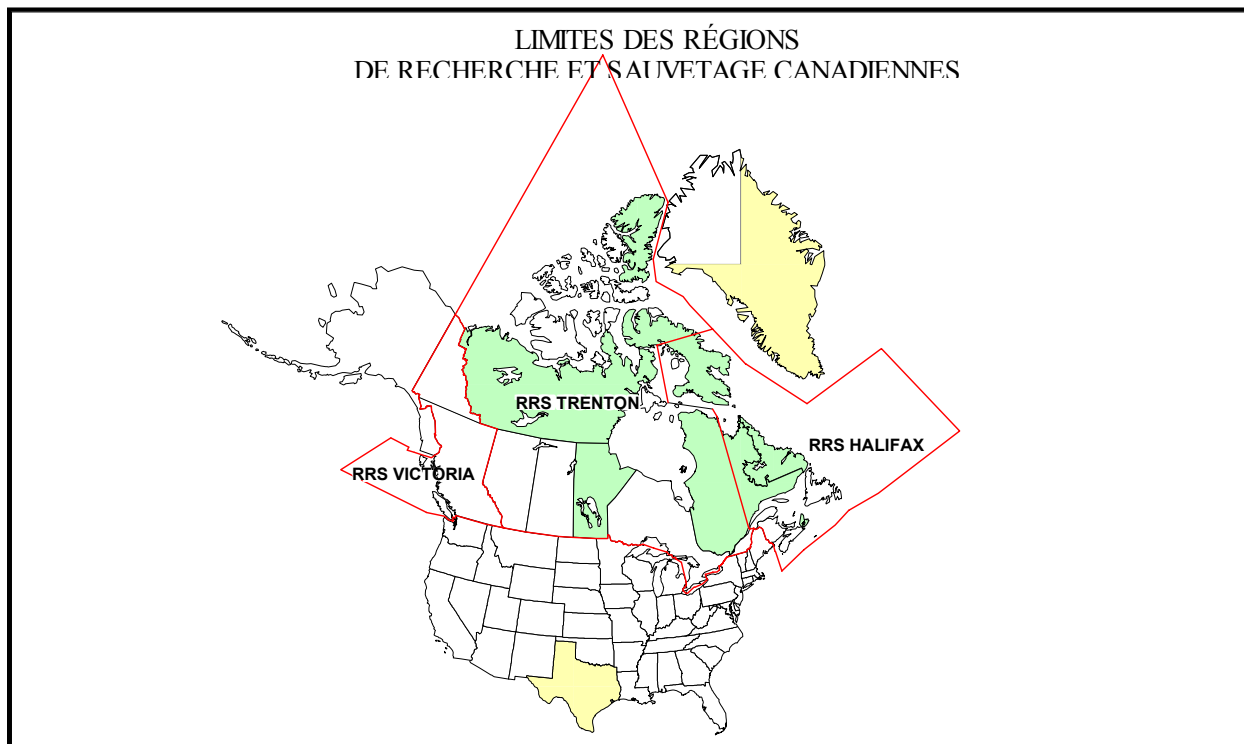 LIMITES DES RÉGIONS
DE RECHERCHE ET SAUVETAGE CANADIENNES
RRS TRENTON
RRS HALIFAX
RRS VICTORIA